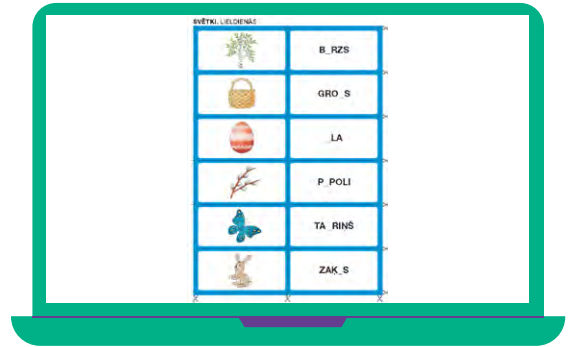 SVĒTKI. LIELDIENAS
B_RZS
GRO_S
_LA
P_POLI
TA_RIŅŠ
ZAĶ_S